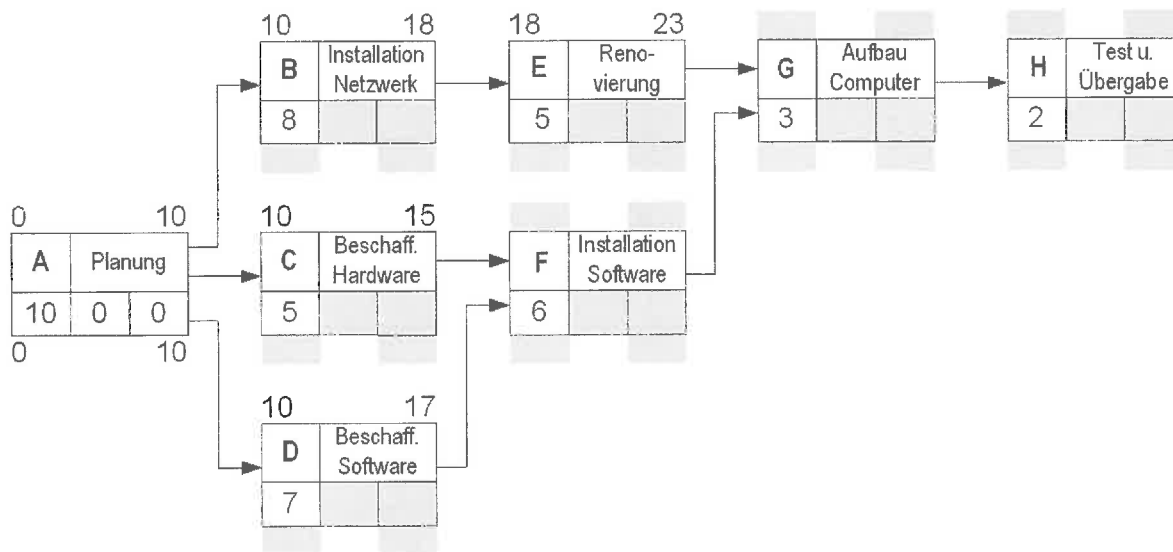 10 18
B Installation
Netzwerk
8
18 23
E Reno-
vierung
5
G Aufbau
Computer
3
H Test u.
Übergabe
2
0 10
A Planung
10 0 0
0 10
10 15
C Beschaff.
Hardware
5
F Installation
Software
6
10 17
D Beschaff.
Software
7